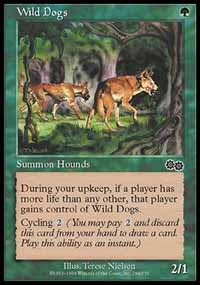 Wild Dogs
Summon Hounds
During your upkeep, if a player has
more life than any other, that player
gains control of Wild Dogs.
Cycling 2 (You may pay 2 and discard
this card from your hand to draw a card.
Play this ability as an instant.)
Illus. Terese Nielsen
2/1